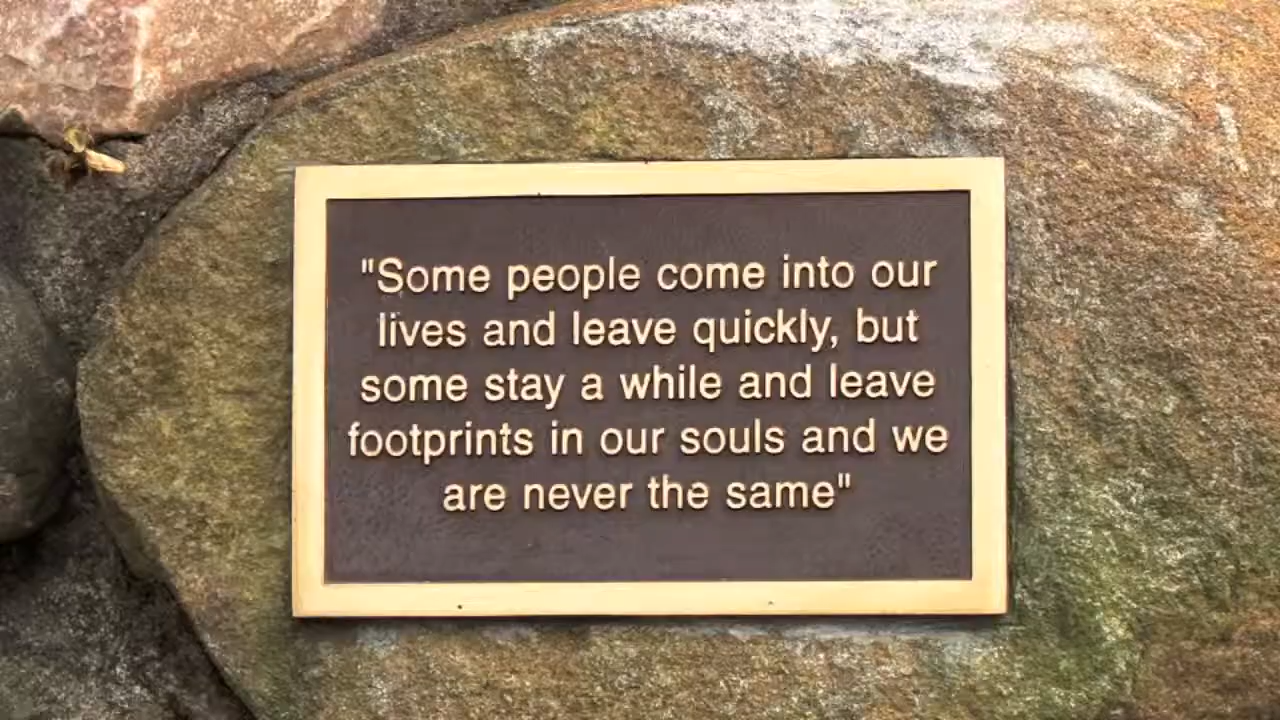 "Some people come into our
lives and leave quickly, but
some stay a while and leave
footprints in our souls and we
are never the same"